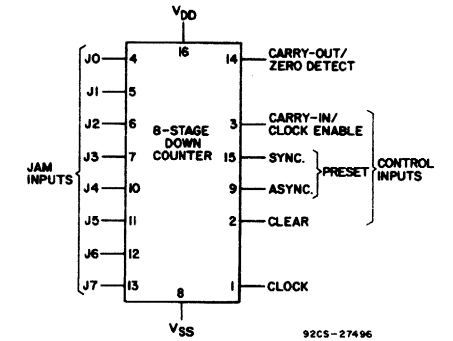 VDD
16
J0 4
14 CARRY-OUT/
ZERO DETECT
J1 5
J2 6
3 CARRY-IN/
CLOCK ENABLE
8-STAGE
DOWN
COUNTER
J3 7
15 SYNC.
PRESET
CONTROL
INPUTS
JAM
INPUTS
J4 10
9 ASYNC.
J5 11
2 CLEAR
J6 12
J7 13
1 CLOCK
8
VSS
92CS-27496